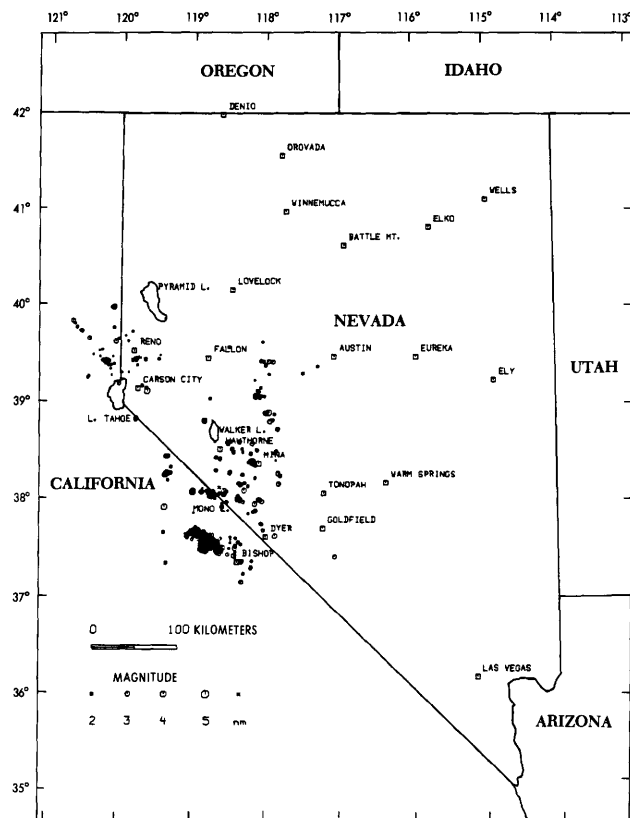 121° 120° 119° 118° 117° 116° 115° 114° 113°
OREGON IDAHO
42° DENIO
OROVADA
41° WINNEMUCCA WELLS
ELKO
BATTLE MT.
PYRAMID L. LOVELOCK
40°
NEVADA
RENO FALLON AUSTIN EUREKA
UTAH
ELY
CARSON CITY
39°
L. TAHOE
WALKER L.
HAWTHORNE
MINA
CALIFORNIA
WARM SPRINGS
38° TONOPAH
MONO L.
DYER GOLDFIELD
BISHOP
37°
0 100 KILOMETERS
MAGNITUDE
2 3 4 5 nm
36° LAS VEGAS
ARIZONA
35°